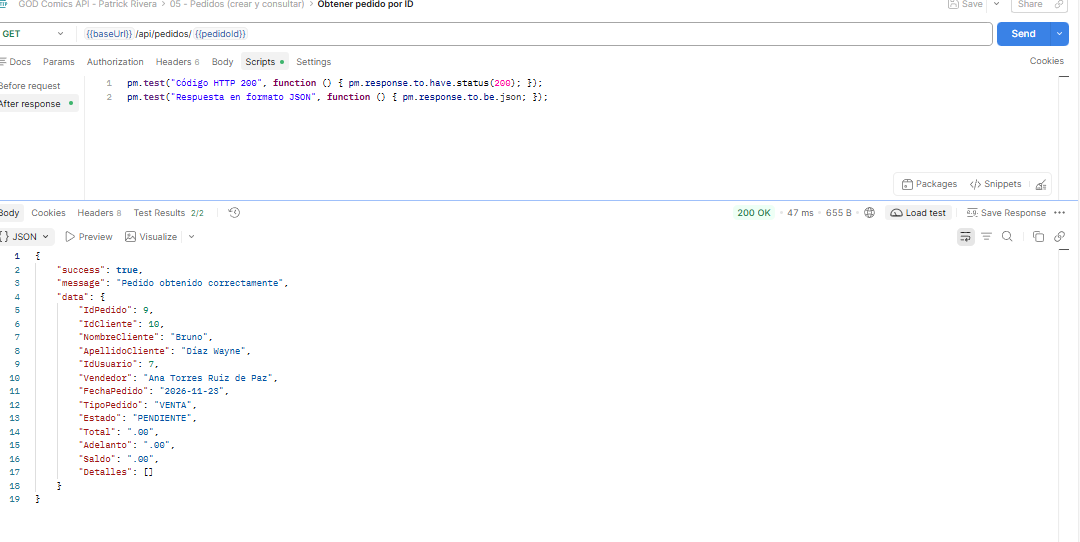 GOD Comics API - Patrick Rivera > 05 - Pedidos (crear y consultar) > Obtener pedido por ID
Save
Share
GET
{{baseUrl}} /api/pedidos/ {{pedidoId}}
Send
Docs Params Authorization Headers 6 Body Scripts Settings
Cookies
Before request
After response
1 pm.test("Código HTTP 200", function () { pm.response.to.have.status(200); });
2 pm.test("Respuesta en formato JSON", function () { pm.response.to.be.json; });
Packages </> Snippets
Body Cookies Headers 8 Test Results 2/2
200 OK • 47 ms • 655 B Load test Save Response
{} JSON Preview Visualize
1 {
2 "success": true,
3 "message": "Pedido obtenido correctamente",
4 "data": {
5 "IdPedido": 9,
6 "IdCliente": 10,
7 "NombreCliente": "Bruno",
8 "ApellidoCliente": "Díaz Wayne",
9 "IdUsuario": 7,
10 "Vendedor": "Ana Torres Ruiz de Paz",
11 "FechaPedido": "2026-11-23",
12 "TipoPedido": "VENTA",
13 "Estado": "PENDIENTE",
14 "Total": ".00",
15 "Adelanto": ".00",
16 "Saldo": ".00",
17 "Detalles": []
18 }
19 }